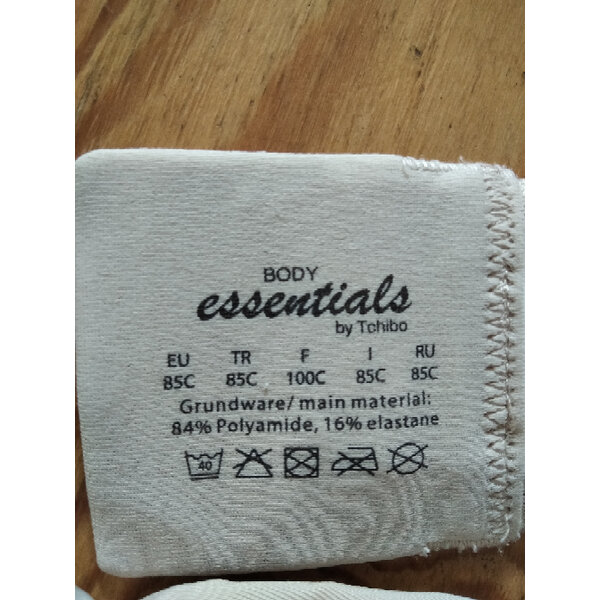 BODY
essentials
by Tchibo
EU TR F I RU
85C 85C 100C 85C 85C
Grundware/main material:
84% Polyamide, 16% elastane
40